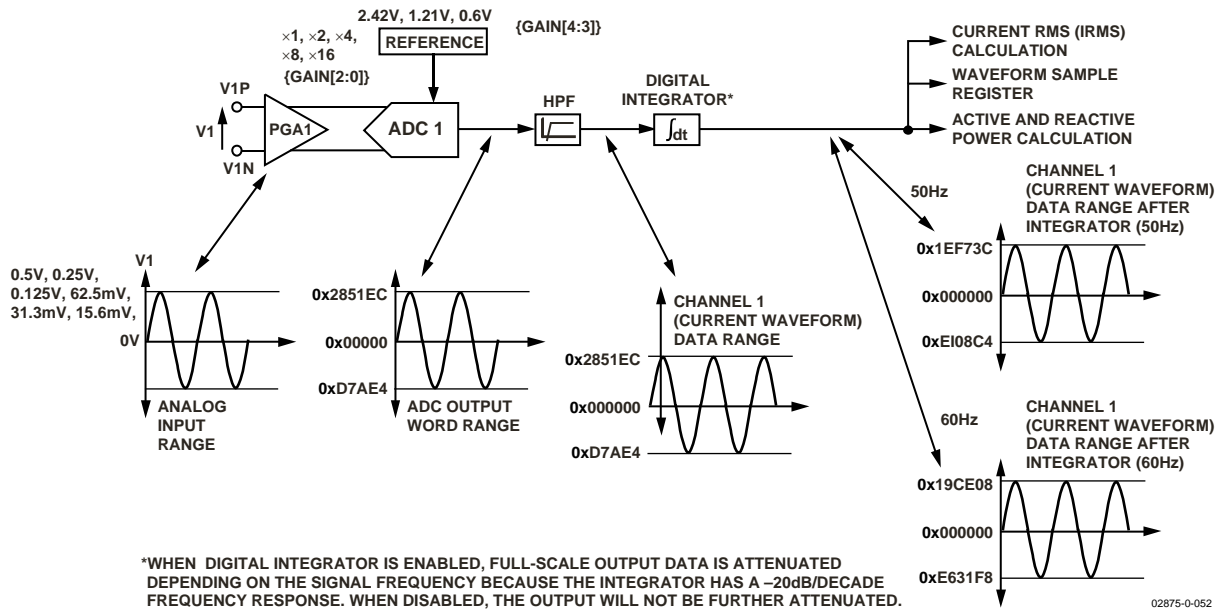 2.42V, 1.21V, 0.6V
{GAIN[4:3]}
×1, ×2, ×4,
×8, ×16
{GAIN[2:0]}
REFERENCE
V1P
V1
V1N
PGA1
ADC 1
HPF
DIGITAL
INTEGRATOR*
∫dt
CURRENT RMS (IRMS)
CALCULATION
WAVEFORM SAMPLE
REGISTER
ACTIVE AND REACTIVE
POWER CALCULATION
50Hz
CHANNEL 1
(CURRENT WAVEFORM)
DATA RANGE AFTER
INTEGRATOR (50Hz)
0x1EF73C
0x000000
0xEI08C4
V1
0.5V, 0.25V,
0.125V, 62.5mV,
31.3mV, 15.6mV,
0V
ANALOG
INPUT
RANGE
0x2851EC
0x00000
0xD7AE4
ADC OUTPUT
WORD RANGE
CHANNEL 1
(CURRENT WAVEFORM)
DATA RANGE
0x2851EC
0x000000
0xD7AE4
60Hz
CHANNEL 1
(CURRENT WAVEFORM)
DATA RANGE AFTER
INTEGRATOR (60Hz)
0x19CE08
0x000000
0xE631F8
*WHEN DIGITAL INTEGRATOR IS ENABLED, FULL-SCALE OUTPUT DATA IS ATTENUATED
DEPENDING ON THE SIGNAL FREQUENCY BECAUSE THE INTEGRATOR HAS A –20dB/DECADE
FREQUENCY RESPONSE. WHEN DISABLED, THE OUTPUT WILL NOT BE FURTHER ATTENUATED.
02875-0-052